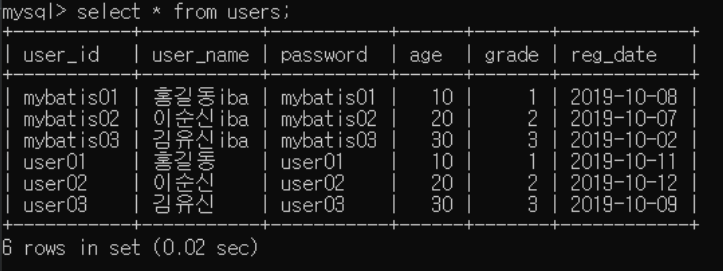 mysql> select * from users;
+-----------+-----------+-----------+------+-------+------------+
| user_id | user_name | password | age | grade | reg_date |
+-----------+-----------+-----------+------+-------+------------+
| mybatis01 | 홍길동iba | mybatis01 | 10 | 1 | 2019-10-08 |
| mybatis02 | 이순신iba | mybatis02 | 20 | 2 | 2019-10-07 |
| mybatis03 | 김유신iba | mybatis03 | 30 | 3 | 2019-10-02 |
| user01 | 홍길동 | user01 | 10 | 1 | 2019-10-11 |
| user02 | 이순신 | user02 | 20 | 2 | 2019-10-12 |
| user03 | 김유신 | user03 | 30 | 3 | 2019-10-09 |
+-----------+-----------+-----------+------+-------+------------+
6 rows in set (0.02 sec)